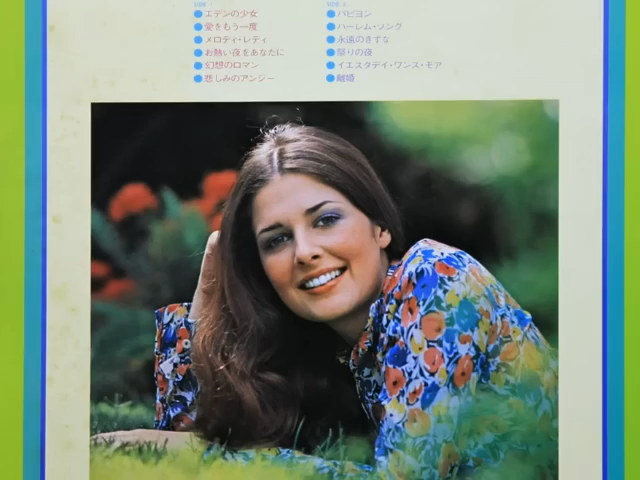 SIDE 1
エデンの少女
愛をもう一度
メロディ・レディ
お熱い夜をあなたに
幻想のロマン
悲しみのアンジー
SIDE 2
パピヨン
ハーレム・ソング
永遠のきずな
祭りの夜
イエスタデイ・ワンス・モア
離婚